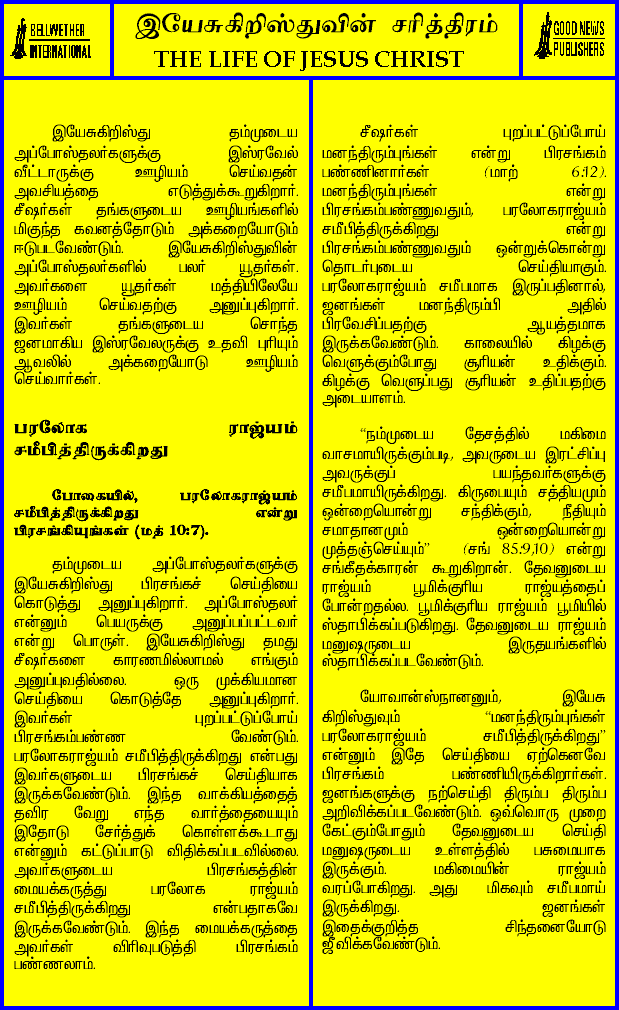 BELLWETHER
INTERNATIONAL
இயேசுகிறிஸ்துவின் சரித்திரம்
THE LIFE OF JESUS CHRIST
GOOD NEWS
PUBLISHERS
இயேசுகிறிஸ்து தம்முடைய
அப்போஸ்தலர்களுக்கு இஸ்ரவேல்
வீட்டாருக்கு ஊழியம் செய்வதன்
அவசியத்தை எடுத்துக்கூறுகிறார்.
சீஷர்கள் தங்களுடைய ஊழியங்களில்
மிகுந்த கவனத்தோடும் அக்கறையோடும்
ஈடுபடவேண்டும். இயேசுகிறிஸ்துவின்
அப்போஸ்தலர்களில் பலர் யூதர்கள்.
அவர்களை யூதர்கள் மத்தியிலேயே
ஊழியம் செய்வதற்கு அனுப்புகிறார்.
இவர்கள் தங்களுடைய சொந்த
ஜனமாகிய இஸ்ரவேலருக்கு உதவி புரியும்
ஆவலில் அக்கறையோடு ஊழியம்
செய்வார்கள்.
பரலோக ராஜ்யம்
சமீபித்திருக்கிறது
போகையில், பரலோகராஜ்யம்
சமீபித்திருக்கிறது என்று
பிரசங்கியுங்கள் (மத் 10:7).
தம்முடைய அப்போஸ்தலர்களுக்கு
இயேசுகிறிஸ்து பிரசங்கச் செய்தியை
கொடுத்து அனுப்புகிறார். அப்போஸ்தலர்
என்னும் பெயருக்கு அனுப்பப்பட்டவர்
என்று பொருள். இயேசுகிறிஸ்து தமது
சீஷர்களை காரணமில்லாமல் எங்கும்
அனுப்புவதில்லை. ஒரு முக்கியமான
செய்தியை கொடுத்தே அனுப்புகிறார்.
இவர்கள் புறப்பட்டுப்போய்
பிரசங்கம்பண்ண வேண்டும்.
பரலோகராஜ்யம் சமீபித்திருக்கிறது என்பது
இவர்களுடைய பிரசங்கச் செய்தியாக
இருக்கவேண்டும். இந்த வாக்கியத்தைத்
தவிர வேறு எந்த வார்த்தையையும்
இதோடு சேர்த்துக் கொள்ளக்கூடாது
என்னும் கட்டுப்பாடு விதிக்கப்படவில்லை.
அவர்களுடைய பிரசங்கத்தின்
மையக்கருத்து பரலோக ராஜ்யம்
சமீபித்திருக்கிறது என்பதாகவே
இருக்கவேண்டும். இந்த மையக்கருத்தை
அவர்கள் விரிவுபடுத்தி பிரசங்கம்
பண்ணலாம்.
சீஷர்கள் புறப்பட்டுப்போய்
மனந்திரும்புங்கள் என்று பிரசங்கம்
பண்ணினார்கள் (மாற் 6:12).
மனந்திரும்புங்கள் என்று
பிரசங்கம்பண்ணுவதும், பரலோகராஜ்யம்
சமீபித்திருக்கிறது என்று
பிரசங்கம்பண்ணுவதும் ஒன்றுக்கொன்று
தொடர்புடைய செய்தியாகும்.
பரலோகராஜ்யம் சமீபமாக இருப்பதினால்,
ஜனங்கள் மனந்திரும்பி அதில்
பிரவேசிப்பதற்கு ஆயத்தமாக
இருக்கவேண்டும். காலையில் கிழக்கு
வெளுக்கும்போது சூரியன் உதிக்கும்.
கிழக்கு வெளுப்பது சூரியன் உதிப்பதற்கு
அடையாளம்.
“நம்முடைய தேசத்தில் மகிமை
வாசமாயிருக்கும்படி, அவருடைய இரட்சிப்பு
அவருக்குப் பயந்தவர்களுக்கு
சமீபமாயிருக்கிறது. கிருபையும் சத்தியமும்
ஒன்றையொன்று சந்திக்கும், நீதியும்
சமாதானமும் ஒன்றையொன்று
முத்தஞ்செய்யும்” (சங் 85:9,10) என்று
சங்கீதக்காரன் கூறுகிறான். தேவனுடைய
ராஜ்யம் பூமிக்குரிய ராஜ்யத்தைப்
போன்றதல்ல. பூமிக்குரிய ராஜ்யம் பூமியில்
ஸ்தாபிக்கப்படுகிறது. தேவனுடைய ராஜ்யம்
மனுஷருடைய இருதயங்களில்
ஸ்தாபிக்கப்படவேண்டும்.
யோவான்ஸ்நானனும், இயேசு
கிறிஸ்துவும் “மனந்திரும்புங்கள்
பரலோகராஜ்யம் சமீபித்திருக்கிறது”
என்னும் இதே செய்தியை ஏற்கெனவே
பிரசங்கம் பண்ணியிருக்கிறார்கள்.
ஜனங்களுக்கு நற்செய்தி திரும்ப திரும்ப
அறிவிக்கப்படவேண்டும். ஒவ்வொரு முறை
கேட்கும்போதும் தேவனுடைய செய்தி
மனுஷருடைய உள்ளத்தில் பசுமையாக
இருக்கும். மகிமையின் ராஜ்யம்
வரப்போகிறது. அது மிகவும் சமீபமாய்
இருக்கிறது. ஜனங்கள்
இதைக்குறித்த சிந்தனையோடு
ஜீவிக்கவேண்டும்.